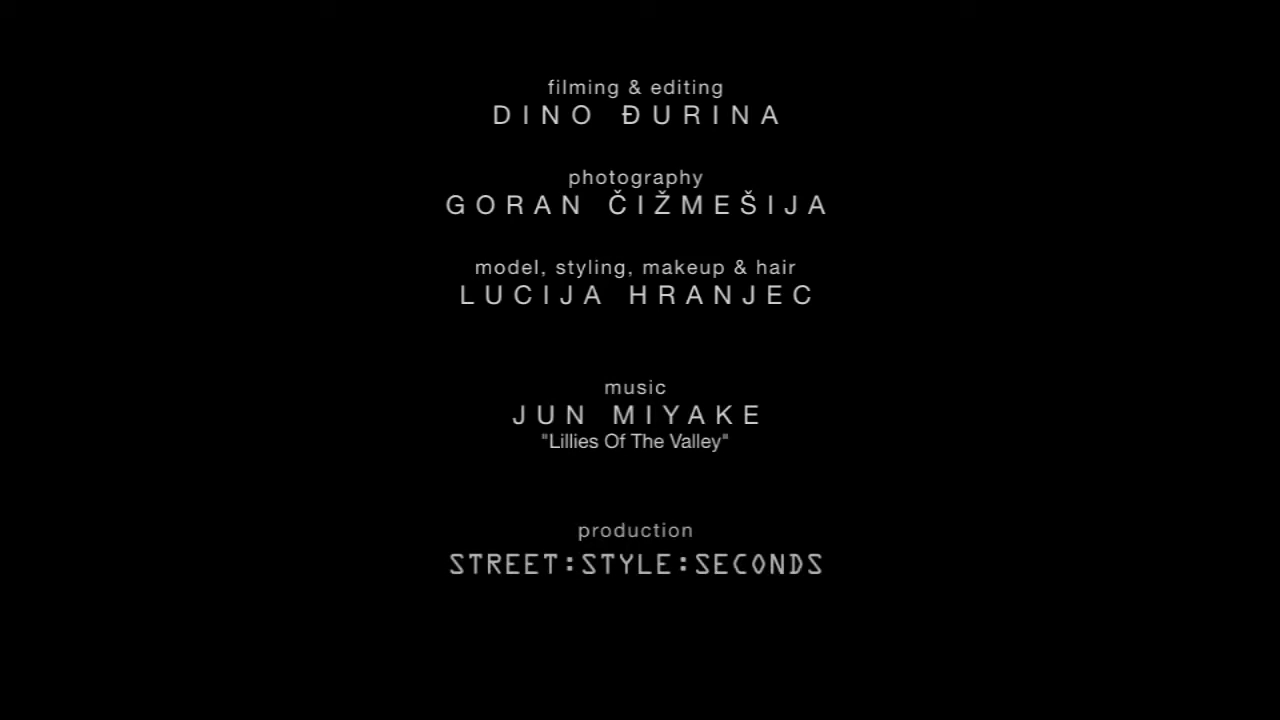 filming & editing
DINO ĐURINA
photography
GORAN ČIŽMEŠIJA
model, styling, makeup & hair
LUCIJA HRANJEC
music
JUN MIYAKE
"Lillies Of The Valley"
production
STREET:STYLE:SECONDS